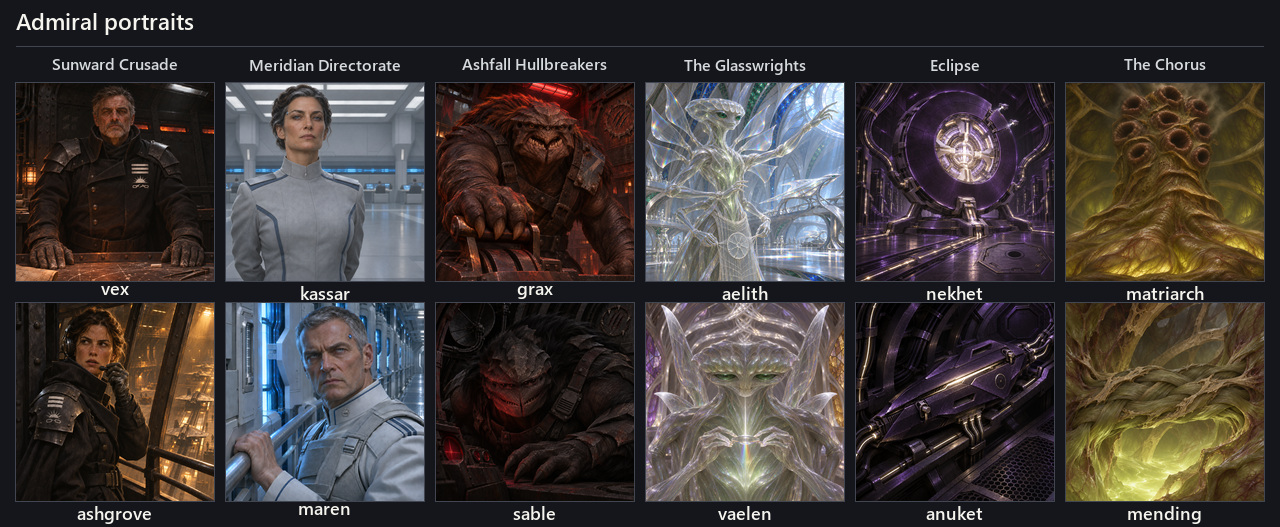 Admiral portraits
Sunward Crusade
Meridian Directorate
Ashfall Hullbreakers
The Glasswrights
Eclipse
The Chorus
vex
kassar
grax
aelith
nekhet
matriarch
ashgrove
maren
sable
vaelen
anuket
mending